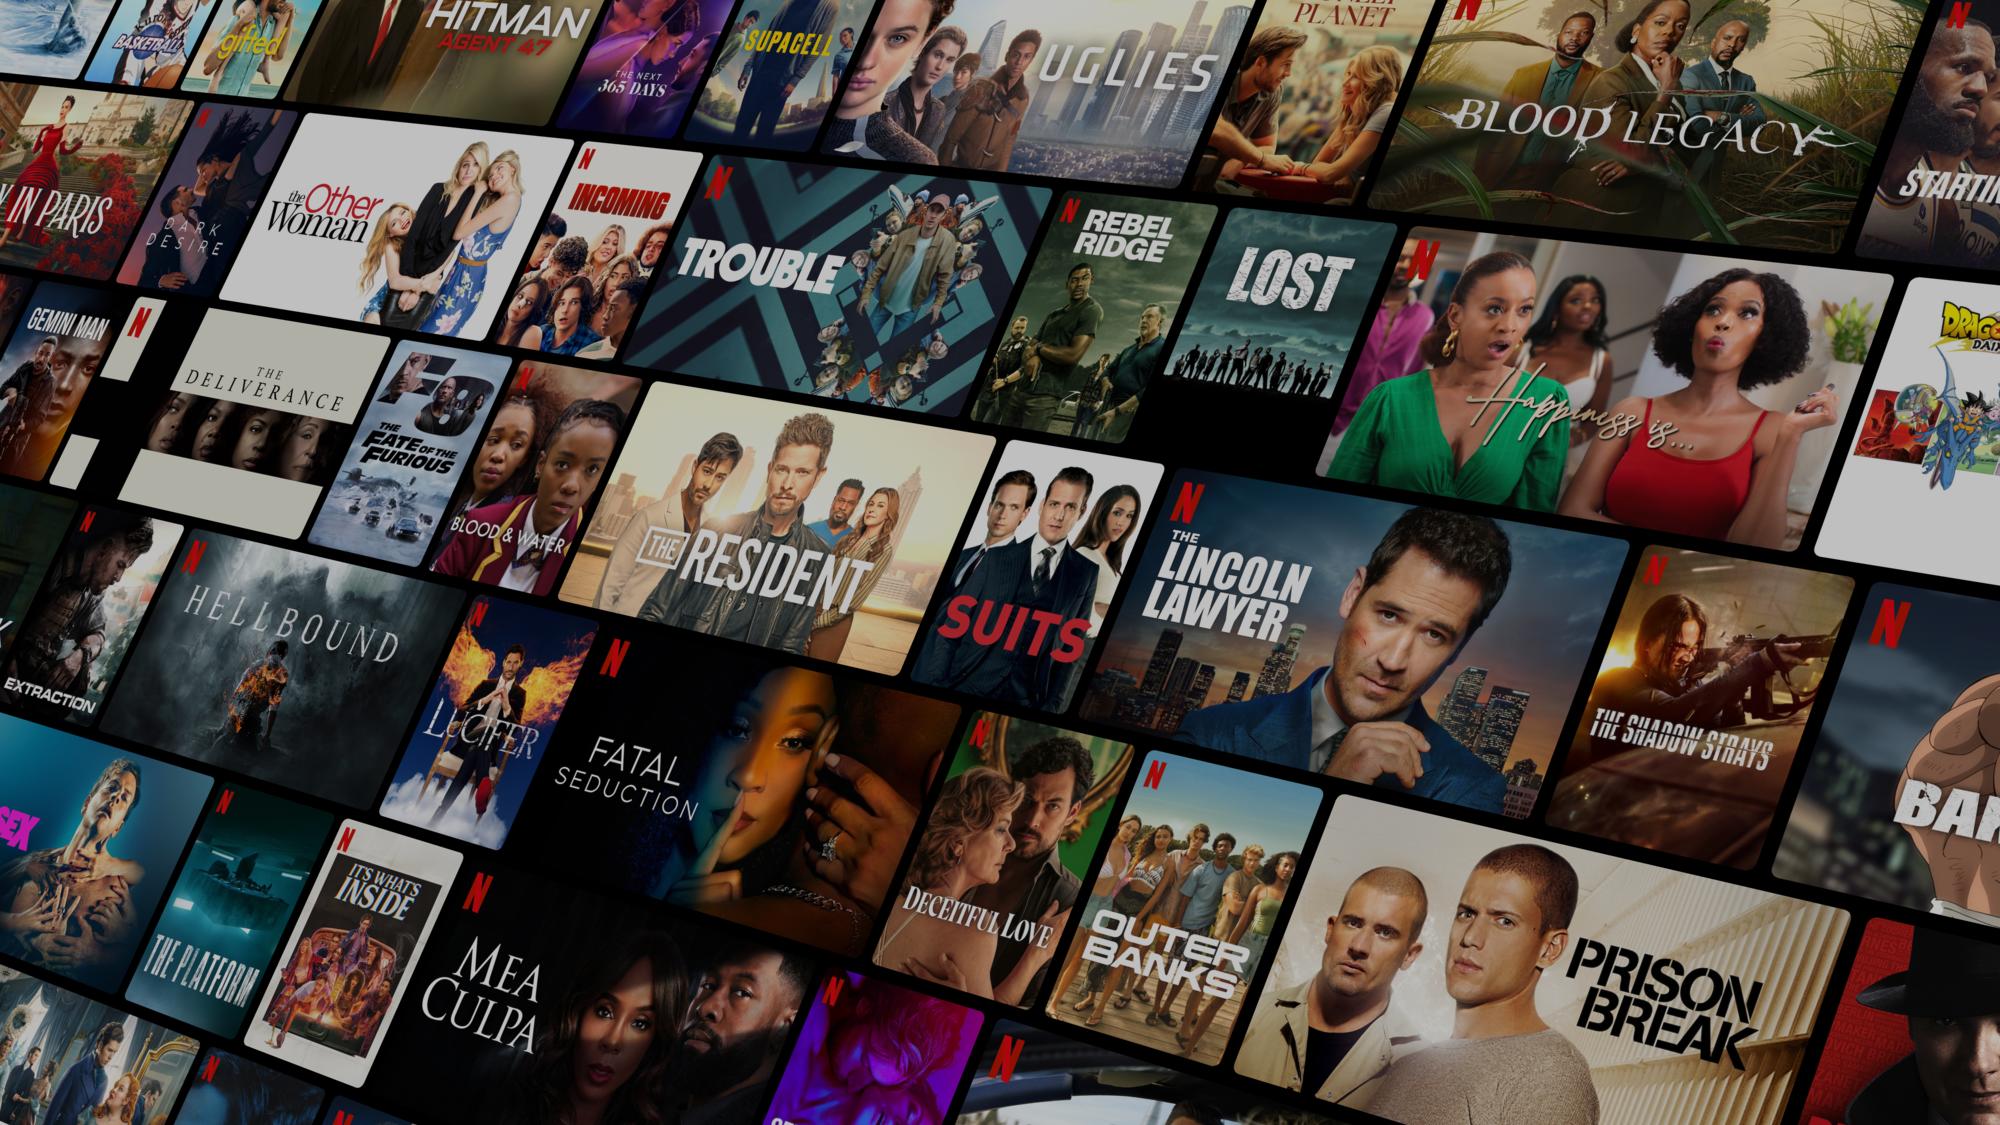 HITMAN
AGENT 47
BASKETBALL
gifted
THE NEXT
365 DAYS
SUPACELL
UGLIES
PLANET
BLOOD LEGACY
IN PARIS
DARK
DESIRE
the Other
Woman
INCOMING
TROUBLE
REBEL
RIDGE
LOST
Happiness is...
GEMINI MAN
THE
DELIVERANCE
F8
THE
FATE OF THE
FURIOUS
BLOOD & WATER
THE RESIDENT
SUITS
THE
LINCOLN
LAWYER
THE SHADOW STRAYS
EXTRACTION
HELLBOUND
LUCIFER
FATAL
SEDUCTION
DECEITFUL LOVE
OUTER
BANKS
PRISON
BREAK
SEX
THE PLATFORM
IT'S WHAT'S
INSIDE
MEA
CULPA